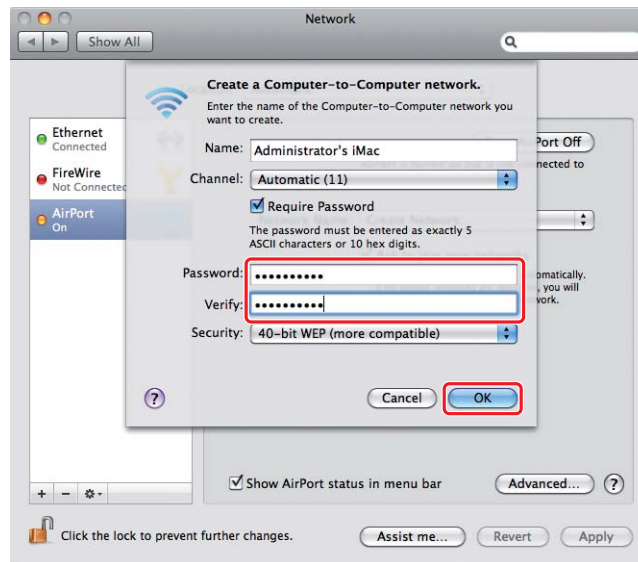 Network
Show All
Create a Computer-to-Computer network.
Enter the name of the Computer-to-Computer network you
want to create.
Name: Administrator's iMac
Channel: Automatic (11)
Require Password
The password must be entered as exactly 5
ASCII characters or 10 hex digits.
Password: ••••••••••
Verify: ••••••••••
Security: 40-bit WEP (more compatible)
? Cancel OK
Ethernet
Connected
FireWire
Not Connected
AirPort
On
Port Off
nected to
omatically.
, you will
work.
Show AirPort status in menu bar
Advanced... ?
+ −
Click the lock to prevent further changes.
Assist me... Revert Apply